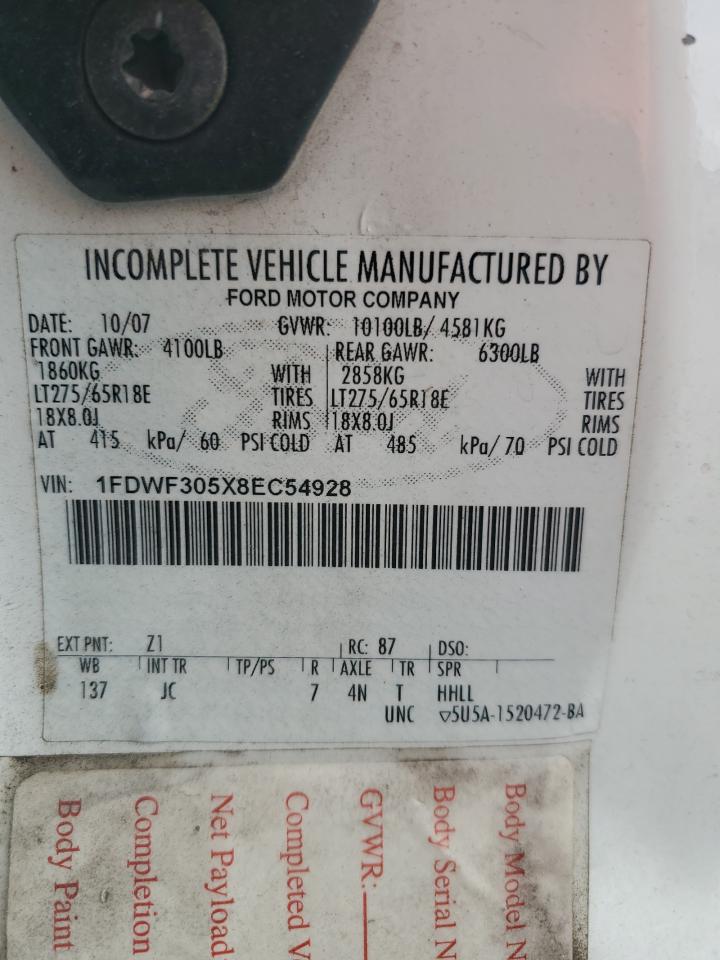 INCOMPLETE VEHICLE MANUFACTURED BY
FORD MOTOR COMPANY
DATE: 10/07 GVWR: 10100LB/ 4581KG
FRONT GAWR: 4100LB REAR GAWR: 6300LB
1860KG WITH 2858KG WITH
LT275/65R18E TIRES LT275/65R18E TIRES
18X8.0J RIMS 18X8.0J RIMS
AT 415 kPa/ 60 PSI COLD AT 485 kPa/ 70 PSI COLD
VIN: 1FDWF305X8EC54928
EXT PNT: Z1 RC: 87 DSO:
WB INT TR TP/PS R AXLE TR SPR
137 JC 7 4N T HHLL
UNC ▽5U5A-1520472-BA
Body Model N
Body Serial N
GVWR:
Completed V
Net Payload
Completion
Body Paint